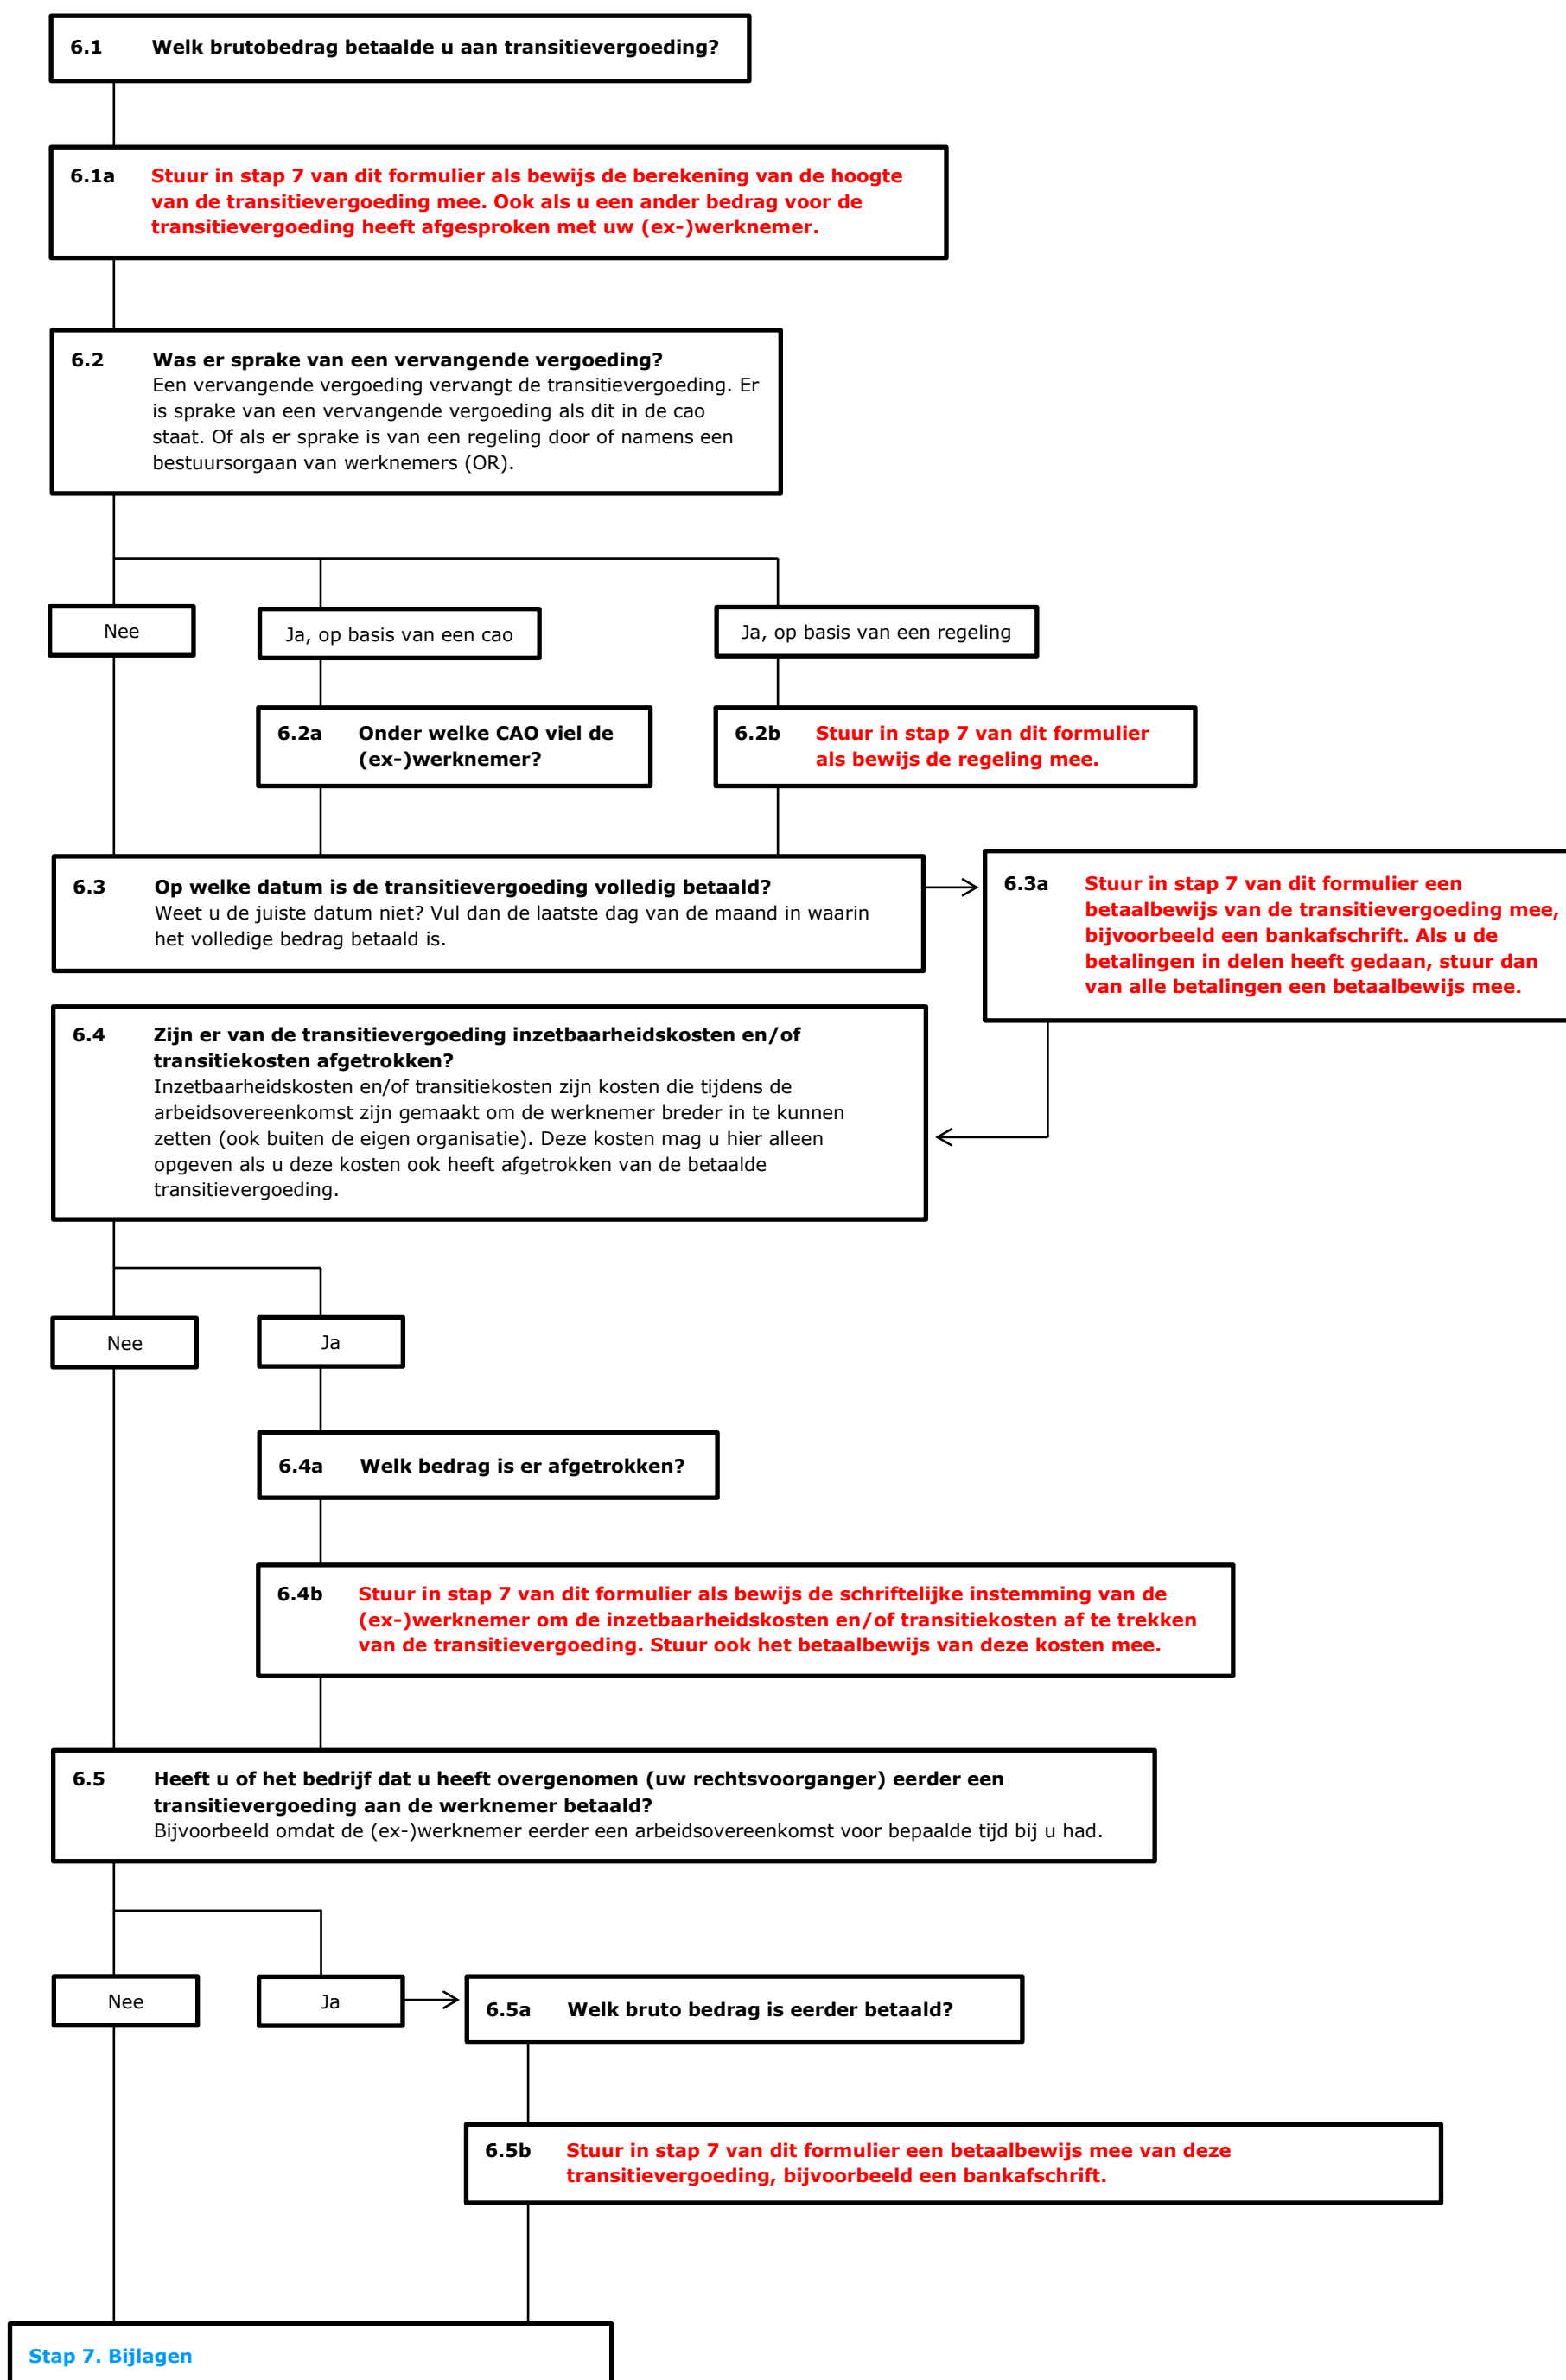 6.1 Welk brutobedrag betaalde u aan transitievergoeding?
6.1a Stuur in stap 7 van dit formulier als bewijs de berekening van de hoogte
van de transitievergoeding mee. Ook als u een ander bedrag voor de
transitievergoeding heeft afgesproken met uw (ex-)werknemer.
6.2 Was er sprake van een vervangende vergoeding?
Een vervangende vergoeding vervangt de transitievergoeding. Er
is sprake van een vervangende vergoeding als dit in de cao
staat. Of als er sprake is van een regeling door of namens een
bestuursorgaan van werknemers (OR).
Nee
Ja, op basis van een cao
Ja, op basis van een regeling
6.2a Onder welke CAO viel de
(ex-)werknemer?
6.2b Stuur in stap 7 van dit formulier
als bewijs de regeling mee.
6.3 Op welke datum is de transitievergoeding volledig betaald?
Weet u de juiste datum niet? Vul dan de laatste dag van de maand in waarin
het volledige bedrag betaald is.
6.3a Stuur in stap 7 van dit formulier een
betaalbewijs van de transitievergoeding mee,
bijvoorbeeld een bankafschrift. Als u de
betalingen in delen heeft gedaan, stuur dan
van alle betalingen een betaalbewijs mee.
6.4 Zijn er van de transitievergoeding inzetbaarheidskosten en/of
transitiekosten afgetrokken?
Inzetbaarheidskosten en/of transitiekosten zijn kosten die tijdens de
arbeidsovereenkomst zijn gemaakt om de werknemer breder in te kunnen
zetten (ook buiten de eigen organisatie). Deze kosten mag u hier alleen
opgeven als u deze kosten ook heeft afgetrokken van de betaalde
transitievergoeding.
Nee
Ja
6.4a Welk bedrag is er afgetrokken?
6.4b Stuur in stap 7 van dit formulier als bewijs de schriftelijke instemming van de
(ex-)werknemer om de inzetbaarheidskosten en/of transitiekosten af te trekken
van de transitievergoeding. Stuur ook het betaalbewijs van deze kosten mee.
6.5 Heeft u of het bedrijf dat u heeft overgenomen (uw rechtsvoorganger) eerder een
transitievergoeding aan de werknemer betaald?
Bijvoorbeeld omdat de (ex-)werknemer eerder een arbeidsovereenkomst voor bepaalde tijd bij u had.
Nee
Ja
6.5a Welk bruto bedrag is eerder betaald?
6.5b Stuur in stap 7 van dit formulier een betaalbewijs mee van deze
transitievergoeding, bijvoorbeeld een bankafschrift.
Stap 7. Bijlagen